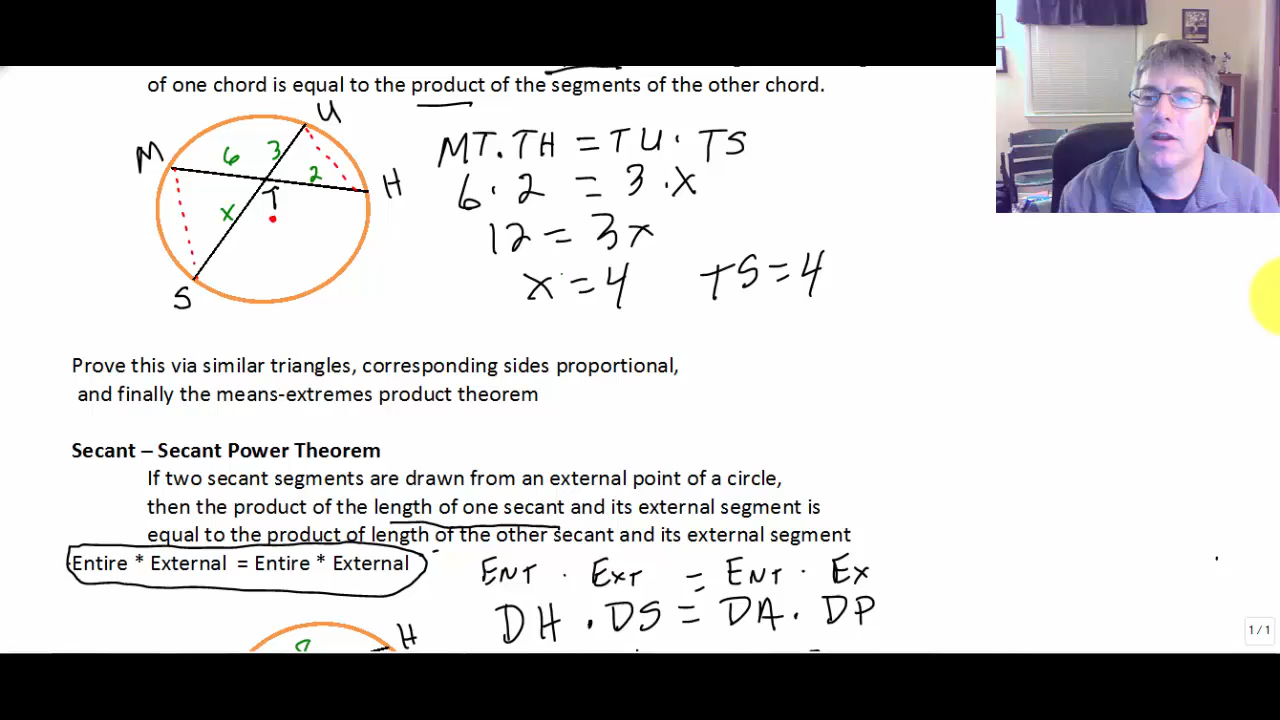 of one chord is equal to the product of the segments of the other chord.
U
M
6
3
2
H
T
x
S
MT · TH = TU · TS
6 · 2 = 3 · x
12 = 3x
x = 4 TS = 4
Prove this via similar triangles, corresponding sides proportional,
and finally the means-extremes product theorem
Secant – Secant Power Theorem
If two secant segments are drawn from an external point of a circle,
then the product of the length of one secant and its external segment is
equal to the product of length of the other secant and its external segment
Entire * External = Entire * External
ENT · EXT = ENT · EX
DH · DS = DA · DP
H
1 / 1